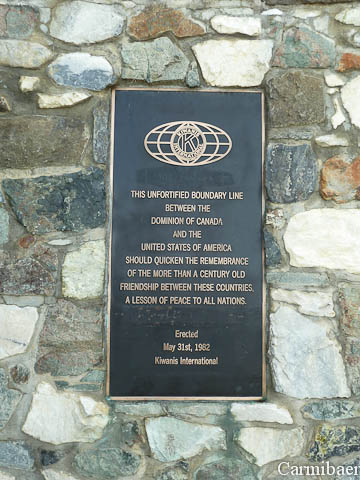 KIWANIS
K
INTERNATIONAL
THIS UNFORTIFIED BOUNDARY LINE
BETWEEN THE
DOMINION OF CANADA
AND THE
UNITED STATES OF AMERICA
SHOULD QUICKEN THE REMEMBRANCE
OF THE MORE THAN A CENTURY OLD
FRIENDSHIP BETWEEN THESE COUNTRIES,
A LESSON OF PEACE TO ALL NATIONS.
Erected
May 31st, 1982
Kiwanis International
Carmibaer